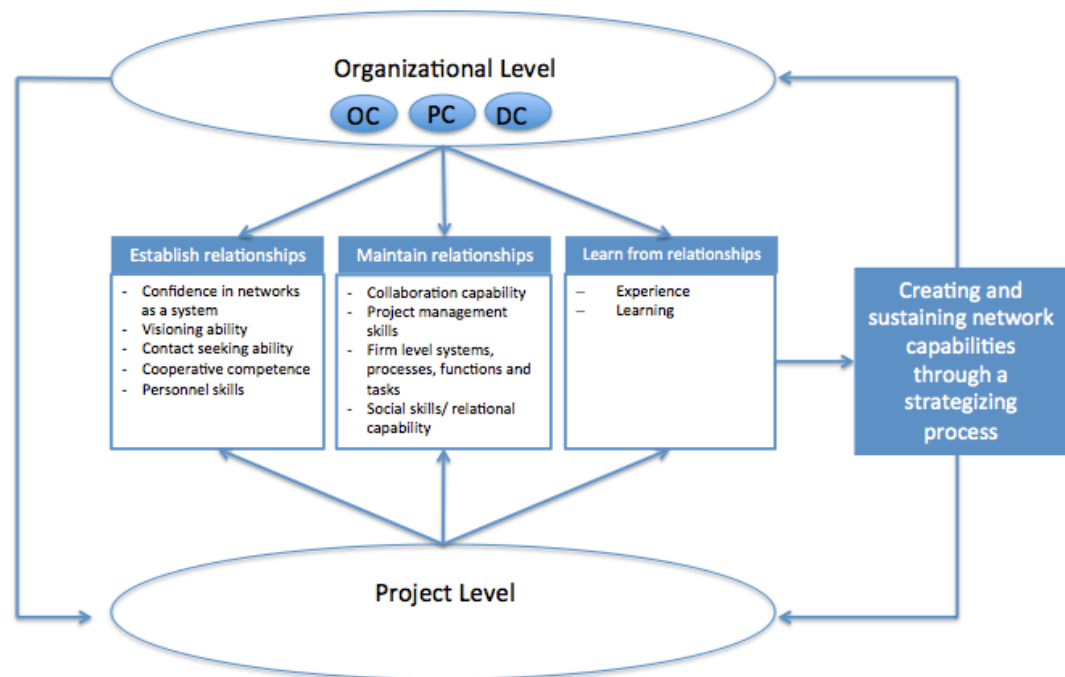 Organizational Level
OC PC DC
Establish relationships
- Confidence in networks
as a system
- Visioning ability
- Contact seeking ability
- Cooperative competence
- Personnel skills
Maintain relationships
- Collaboration capability
- Project management
skills
- Firm level systems,
processes, functions and
tasks
- Social skills/ relational
capability
Learn from relationships
– Experience
– Learning
Creating and
sustaining network
capabilities
through a
strategizing
process
Project Level